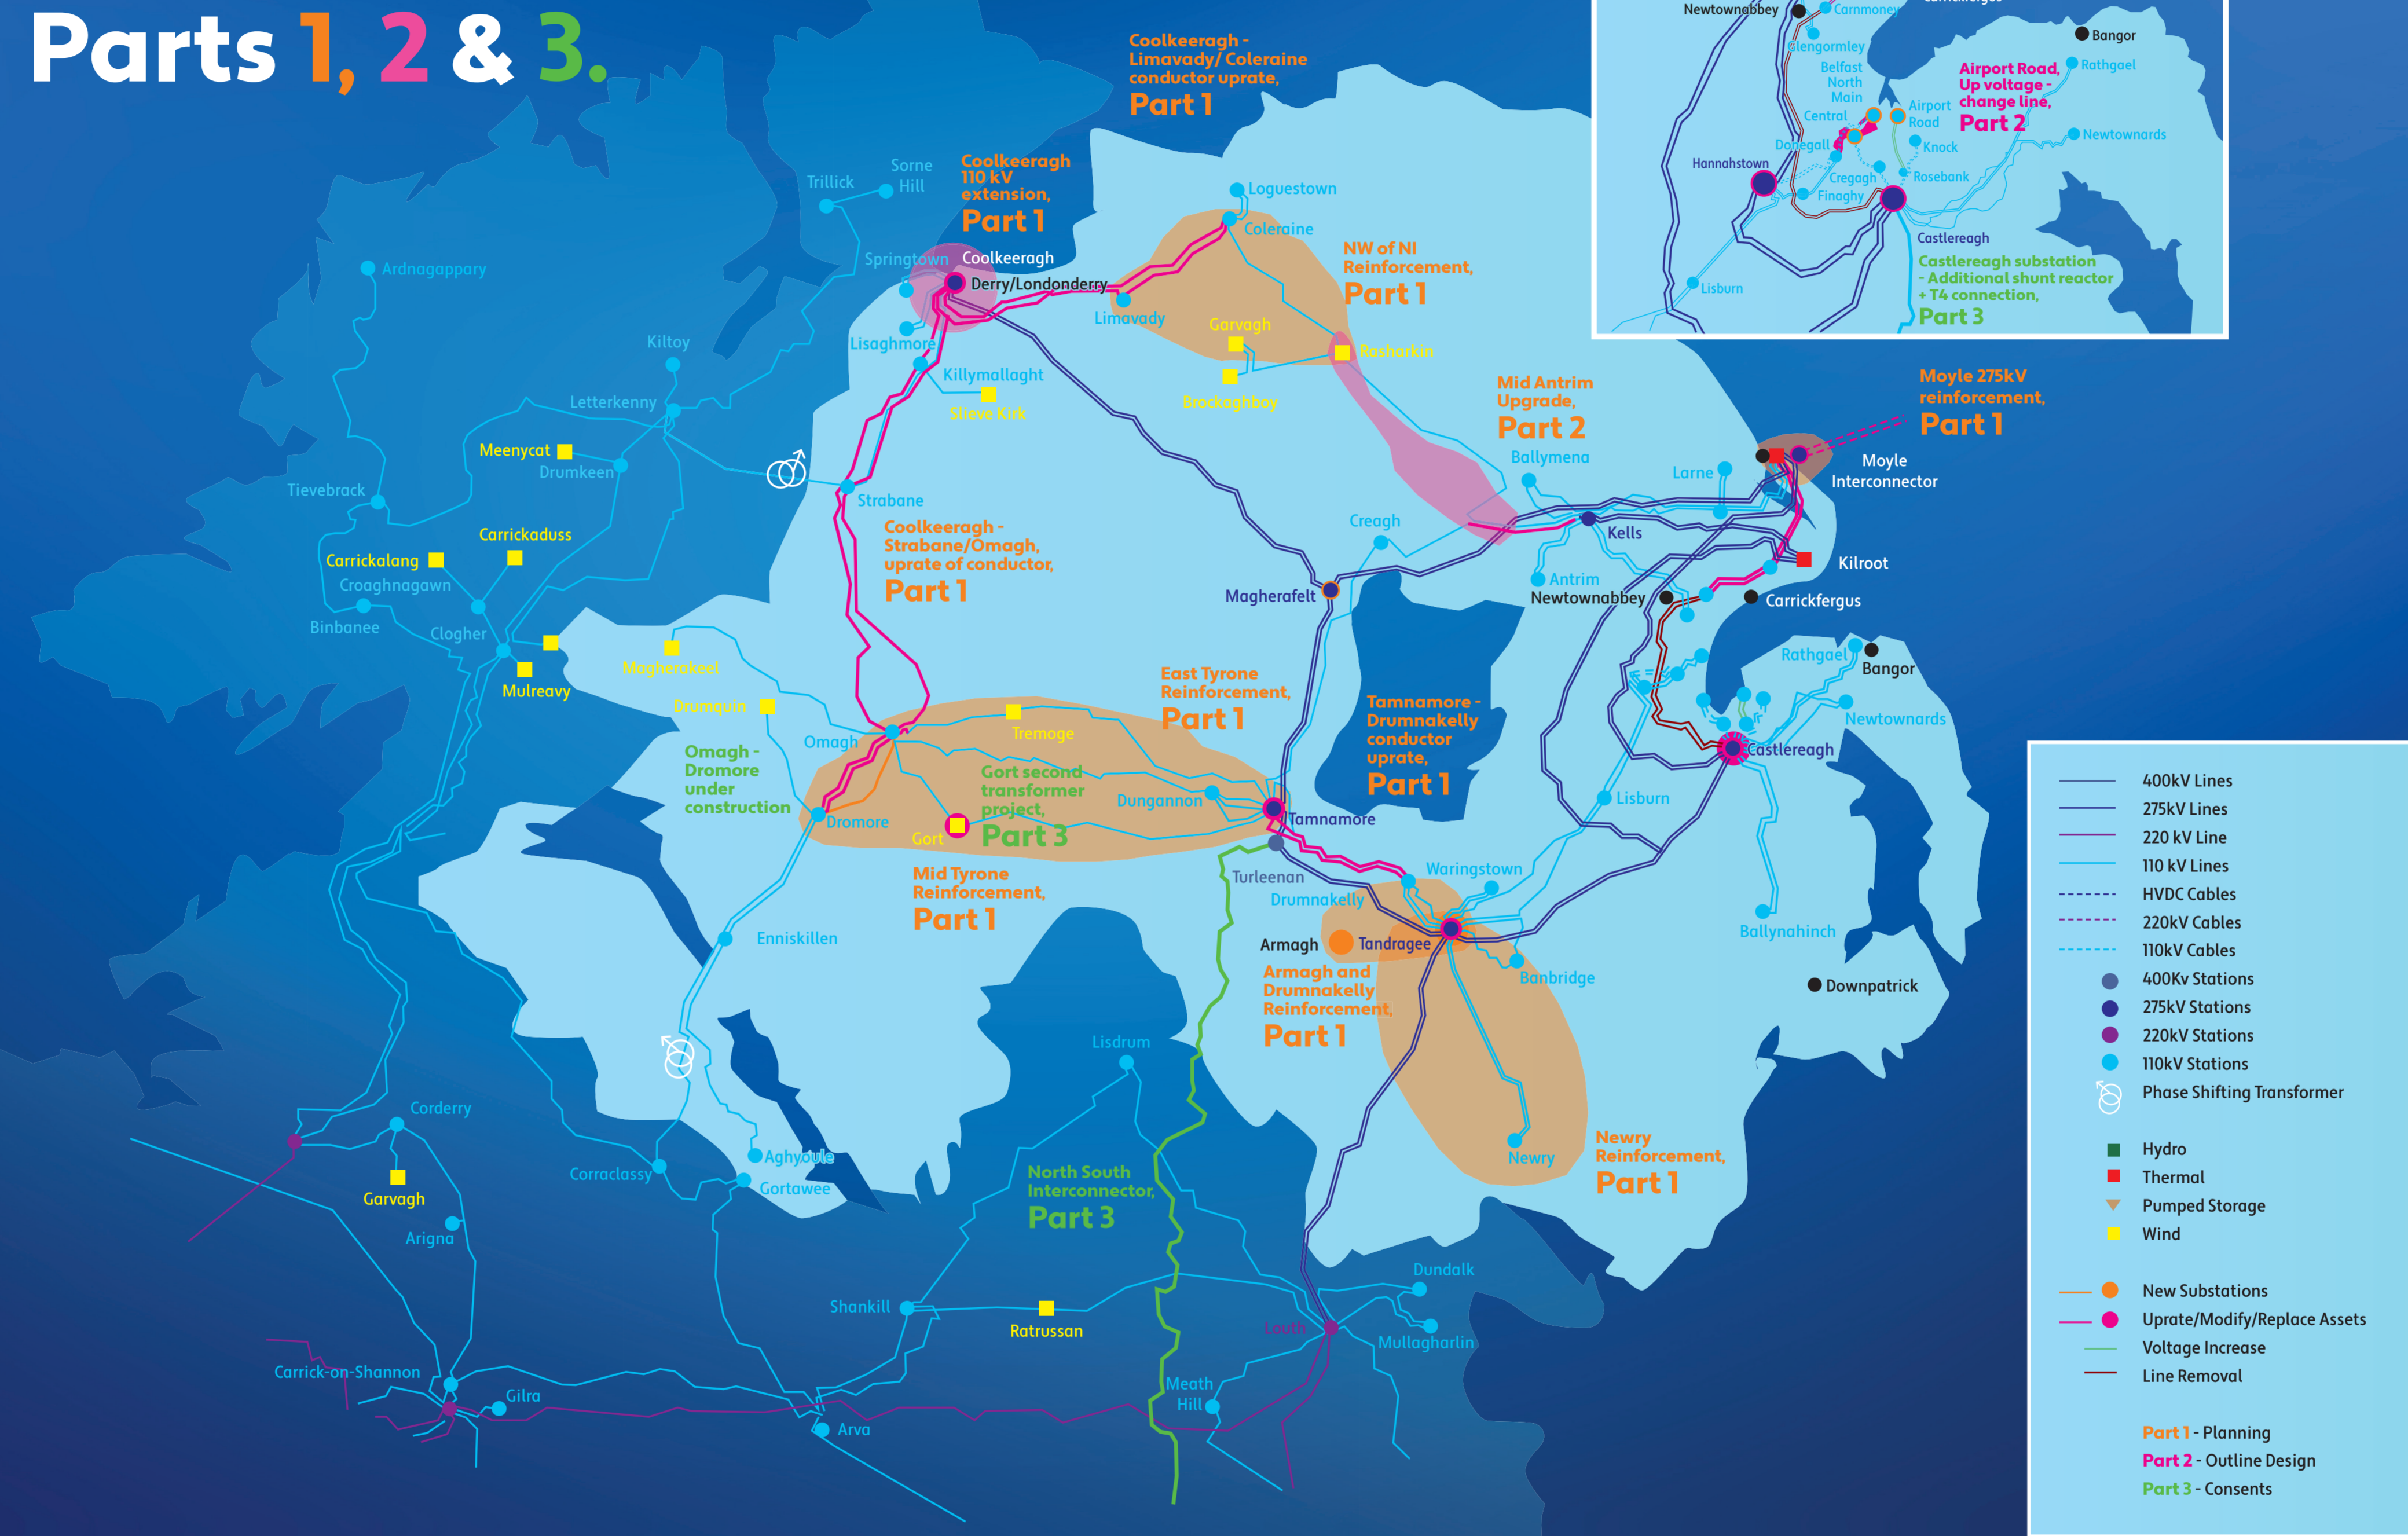 Parts 1, 2 & 3.
Coolkeeragh -
Limavady/ Coleraine
conductor uprate,
Part 1
Coolkeeragh
110 kV
extension,
Part 1
Sorne
Hill
Trillick
Ardnagappary
Springtown
Coolkeeragh
Derry/Londonderry
Loguestown
Coleraine
NW of NI
Reinforcement,
Part 1
Limavady
Garvagh
Rasharkin
Brockaghboy
Lisaghmore
Killymallaght
Slieve Kirk
Kiltoy
Letterkenny
Meenycat
Drumkeen
Tievebrack
Strabane
Carrickaduss
Carrickalang
Croaghnagawn
Binbanee
Clogher
Mulreavy
Coolkeeragh -
Strabane/Omagh,
uprate of conductor,
Part 1
Mid Antrim
Upgrade,
Part 2
Ballymena
Larne
Creagh
Kells
Antrim
Newtownabbey
Magherafelt
Moyle 275kV
reinforcement,
Part 1
Moyle
Interconnector
Kilroot
Carrickfergus
Rathgael
Bangor
Newtownards
Castlereagh
Lisburn
Ballynahinch
Downpatrick
Magherakeel
Drumquin
Omagh
Tremoge
East Tyrone
Reinforcement,
Part 1
Tamnamore -
Drumnakelly
conductor
uprate,
Part 1
Omagh -
Dromore
under
construction
Gort second
transformer
project,
Part 3
Dungannon
Tamnamore
Dromore
Gort
Mid Tyrone
Reinforcement,
Part 1
Turleenan
Drumnakelly
Waringstown
Armagh
Tandragee
Banbridge
Armagh and
Drumnakelly
Reinforcement,
Part 1
Enniskillen
Lisdrum
Newry
Newry
Reinforcement,
Part 1
North South
Interconnector,
Part 3
Aghyoule
Corraclassy
Gortawee
Corderry
Garvagh
Arigna
Shankill
Ratrussan
Dundalk
Louth
Mullagharlin
Meath
Hill
Carrick-on-Shannon
Gilra
Arva
Newtownabbey
Carnmoney
Carrickfergus
Glengormley
Bangor
Rathgael
Belfast
North
Main
Airport Road,
Up voltage -
change line,
Part 2
Airport
Road
Central
Donegall
Knock
Newtownards
Hannahstown
Cregagh
Rosebank
Finaghy
Castlereagh
Castlereagh substation
- Additional shunt reactor
+ T4 connection,
Part 3
Lisburn
400kV Lines
275kV Lines
220 kV Line
110 kV Lines
HVDC Cables
220kV Cables
110kV Cables
400Kv Stations
275kV Stations
220kV Stations
110kV Stations
Phase Shifting Transformer
Hydro
Thermal
Pumped Storage
Wind
New Substations
Uprate/Modify/Replace Assets
Voltage Increase
Line Removal
Part 1 - Planning
Part 2 - Outline Design
Part 3 - Consents